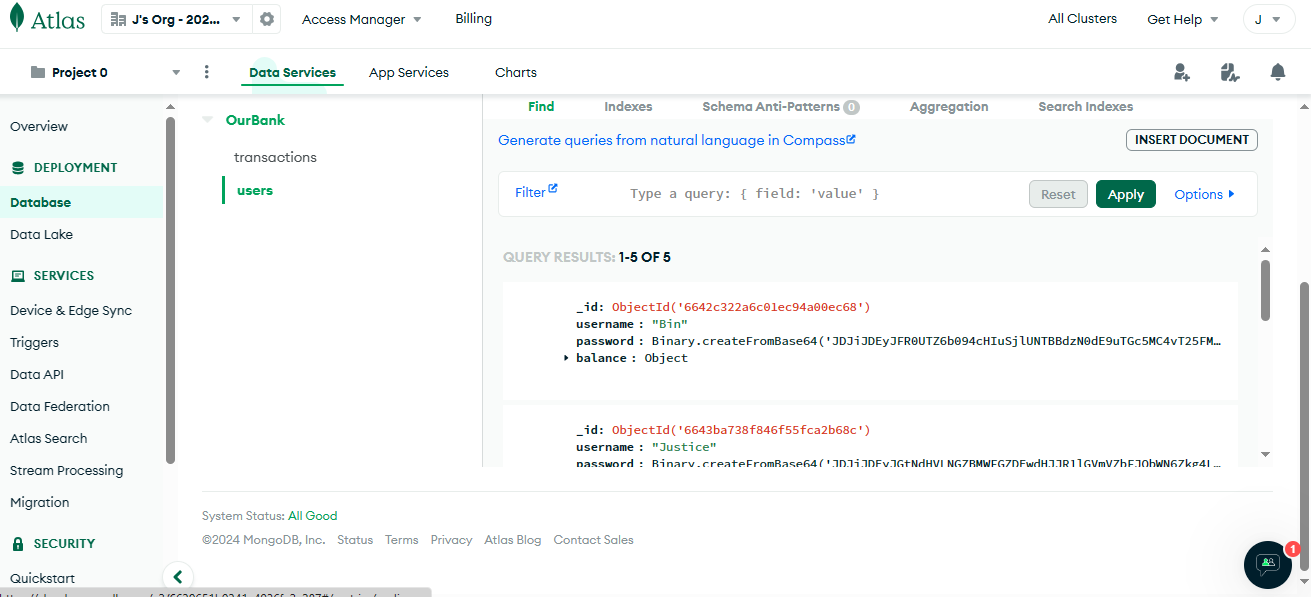 Atlas
J's Org - 202...
Access Manager
Billing
All Clusters
Get Help
J
Project 0
Data Services
App Services
Charts
Overview
DEPLOYMENT
Database
Data Lake
SERVICES
Device & Edge Sync
Triggers
Data API
Data Federation
Atlas Search
Stream Processing
Migration
SECURITY
Quickstart
OurBank
transactions
users
Find
Indexes
Schema Anti-Patterns 0
Aggregation
Search Indexes
Generate queries from natural language in Compass
INSERT DOCUMENT
Filter
Type a query: { field: 'value' }
Reset
Apply
Options
QUERY RESULTS: 1-5 OF 5
_id: ObjectId('6642c322a6c01ec94a00ec68')
username : "Bin"
password : Binary.createFromBase64('JDJiJDEyJFR0UTZ6b094cHIuSjlUNTBBdzN0dE9uTGc5MC4vT25FM…
balance : Object
_id: ObjectId('6643ba738f846f55fca2b68c')
username : "Justice"
password : Binary.createFromBase64(
System Status: All Good
©2024 MongoDB, Inc.
Status
Terms
Privacy
Atlas Blog
Contact Sales
1